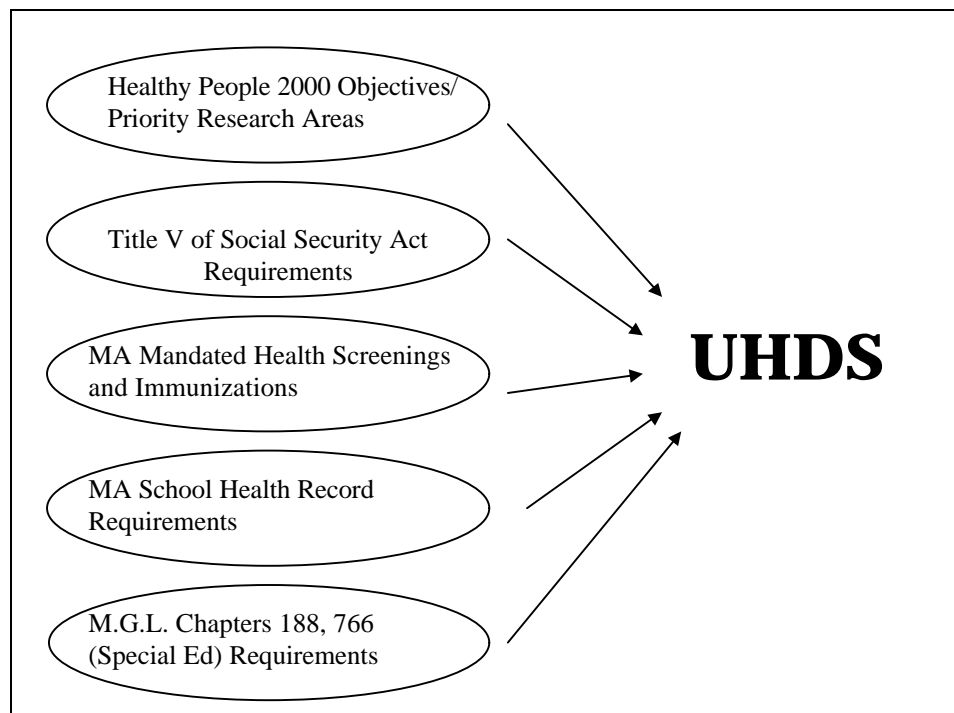 Healthy People 2000 Objectives/
Priority Research Areas
Title V of Social Security Act
Requirements
MA Mandated Health Screenings
and Immunizations
UHDS
MA School Health Record
Requirements
M.G.L. Chapters 188, 766
(Special Ed) Requirements